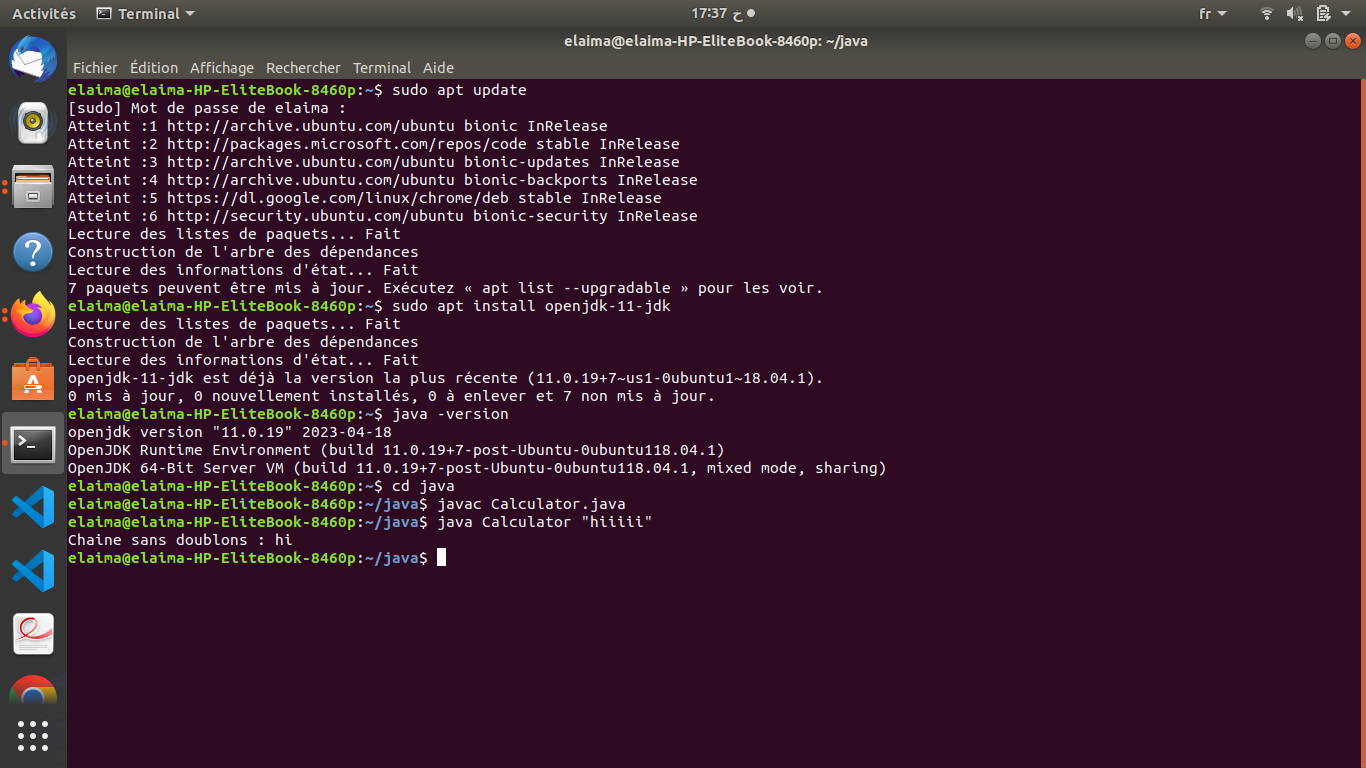 Activités Terminal خ 17:37 fr
elaima@elaima-HP-EliteBook-8460p: ~/java
Fichier Édition Affichage Rechercher Terminal Aide
elaima@elaima-HP-EliteBook-8460p:~$ sudo apt update
[sudo] Mot de passe de elaima :
Atteint :1 http://archive.ubuntu.com/ubuntu bionic InRelease
Atteint :2 http://packages.microsoft.com/repos/code stable InRelease
Atteint :3 http://archive.ubuntu.com/ubuntu bionic-updates InRelease
Atteint :4 http://archive.ubuntu.com/ubuntu bionic-backports InRelease
Atteint :5 https://dl.google.com/linux/chrome/deb stable InRelease
Atteint :6 http://security.ubuntu.com/ubuntu bionic-security InRelease
Lecture des listes de paquets... Fait
Construction de l'arbre des dépendances
Lecture des informations d'état... Fait
7 paquets peuvent être mis à jour. Exécutez « apt list --upgradable » pour les voir.
elaima@elaima-HP-EliteBook-8460p:~$ sudo apt install openjdk-11-jdk
Lecture des listes de paquets... Fait
Construction de l'arbre des dépendances
Lecture des informations d'état... Fait
openjdk-11-jdk est déjà la version la plus récente (11.0.19+7~us1-0ubuntu1~18.04.1).
0 mis à jour, 0 nouvellement installés, 0 à enlever et 7 non mis à jour.
elaima@elaima-HP-EliteBook-8460p:~$ java -version
openjdk version "11.0.19" 2023-04-18
OpenJDK Runtime Environment (build 11.0.19+7-post-Ubuntu-0ubuntu118.04.1)
OpenJDK 64-Bit Server VM (build 11.0.19+7-post-Ubuntu-0ubuntu118.04.1, mixed mode, sharing)
elaima@elaima-HP-EliteBook-8460p:~$ cd java
elaima@elaima-HP-EliteBook-8460p:~/java$ javac Calculator.java
elaima@elaima-HP-EliteBook-8460p:~/java$ java Calculator "hiiiii"
Chaine sans doublons : hi
elaima@elaima-HP-EliteBook-8460p:~/java$